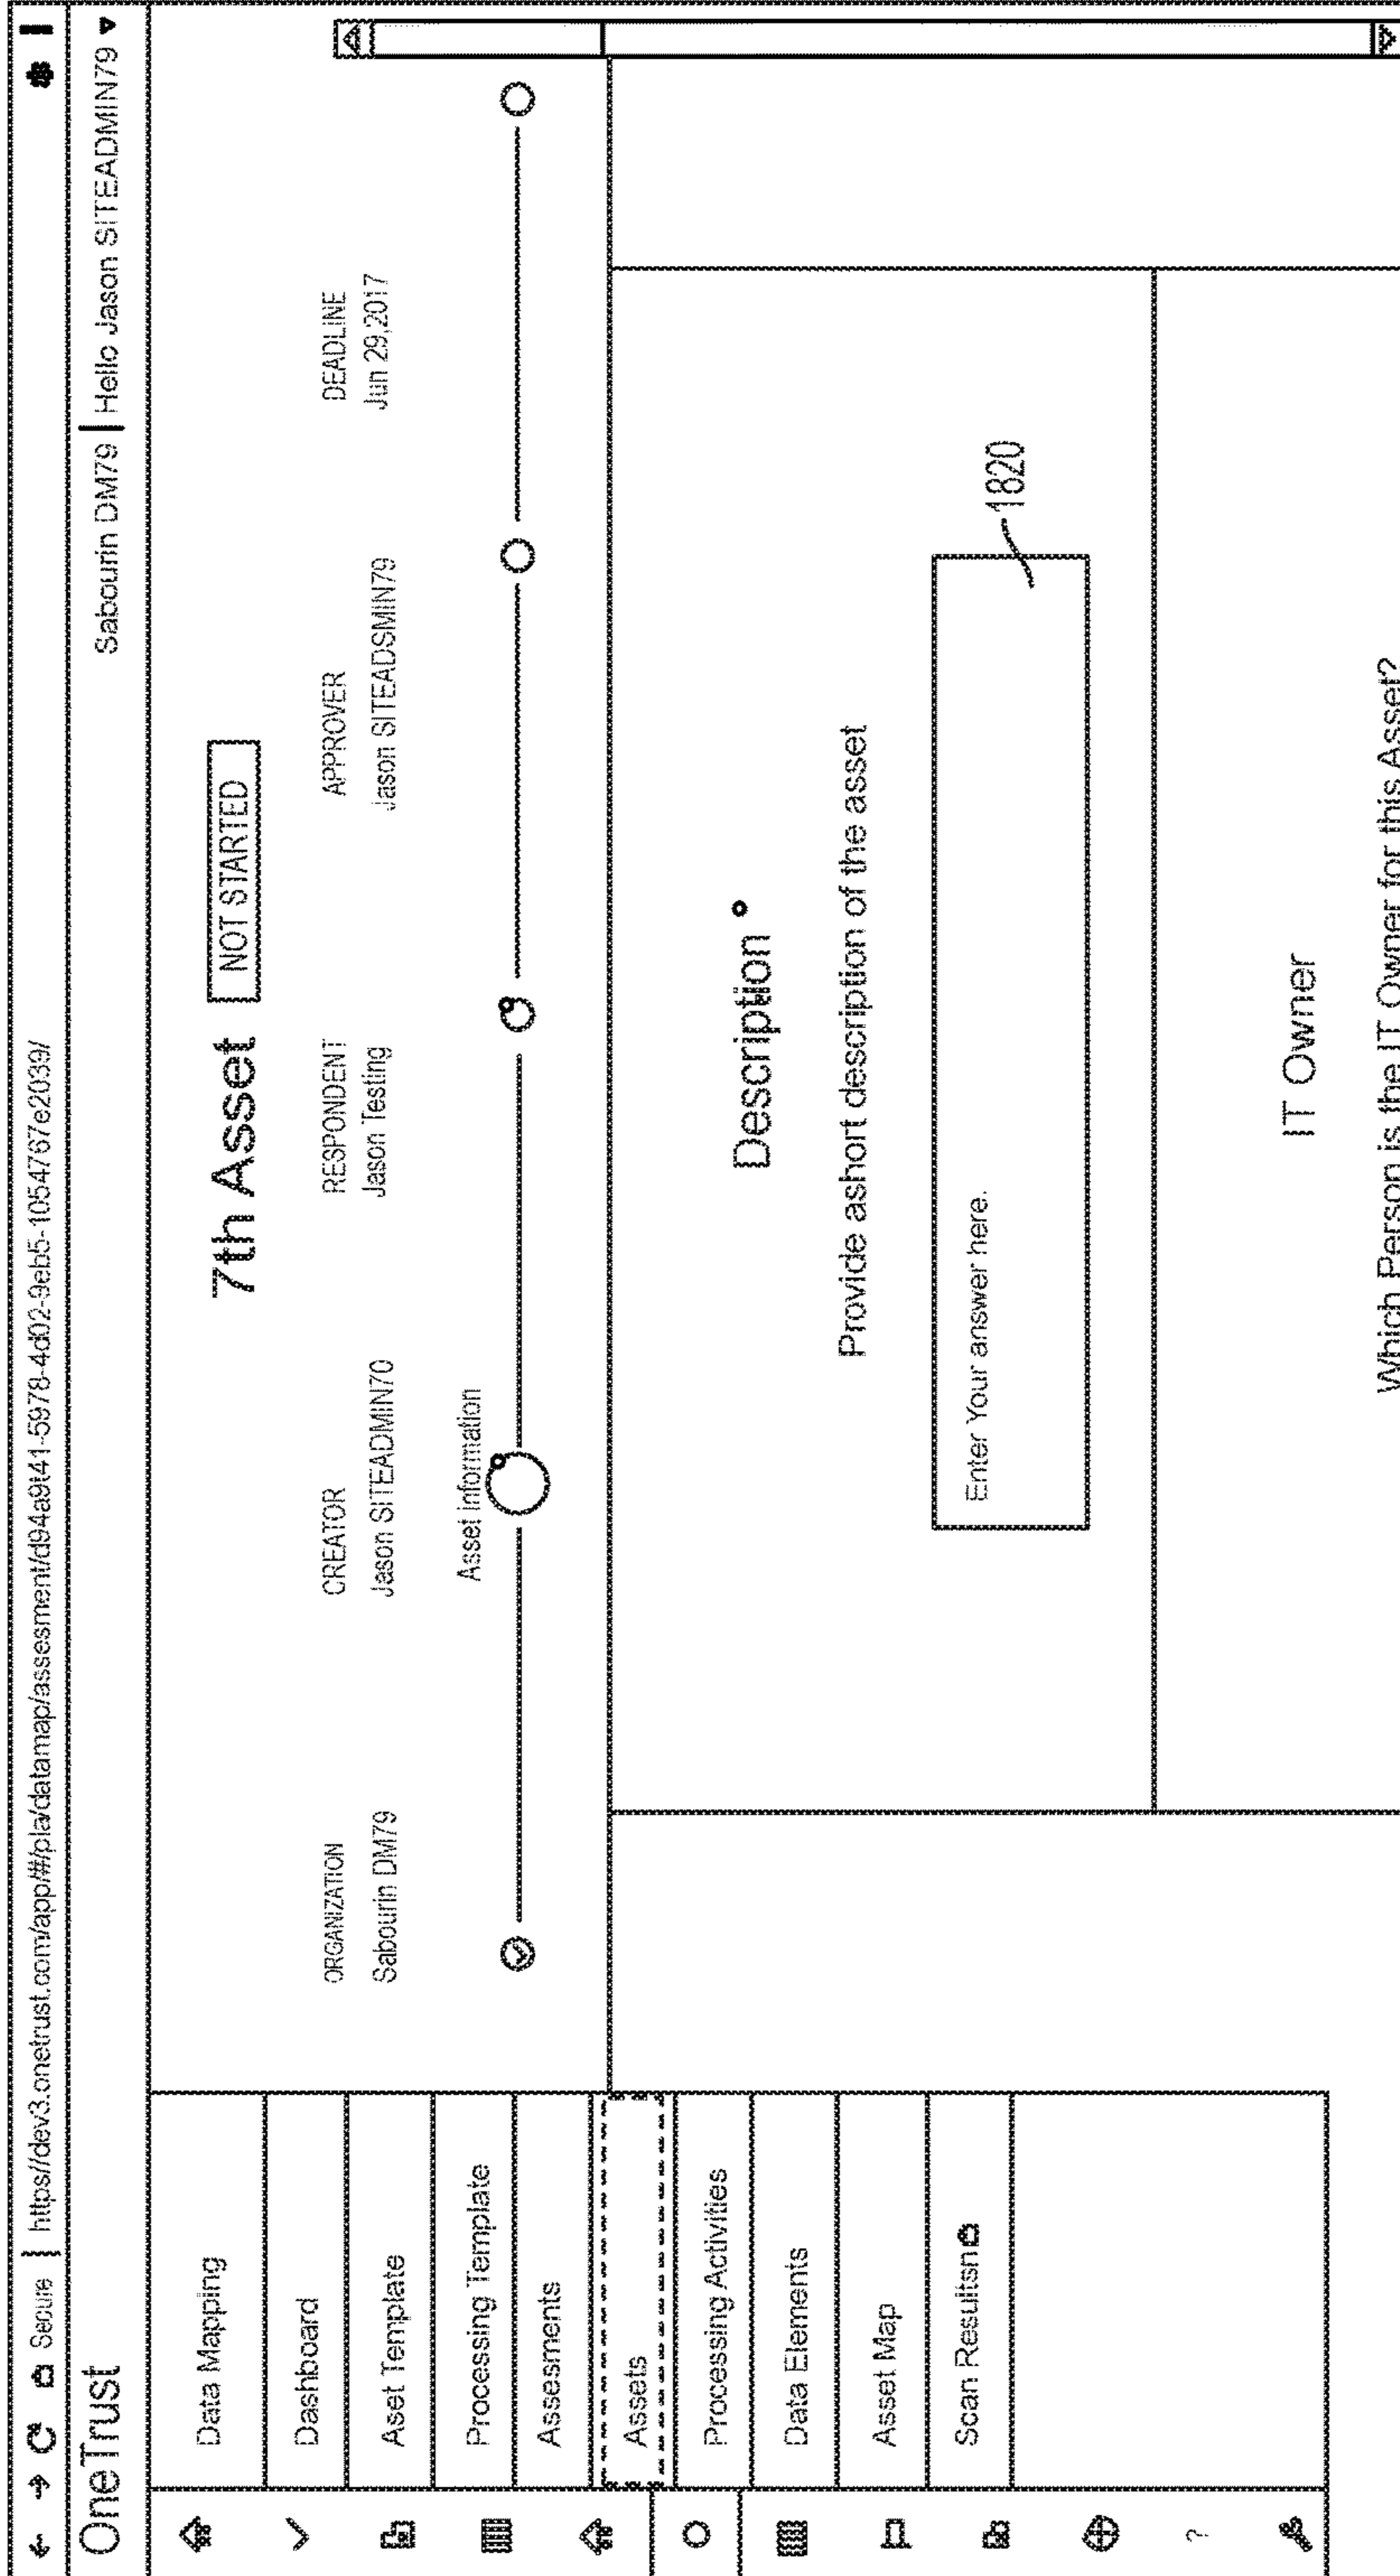 Secure | https//dev3.onetrust.com/app/#/pla/datamap/assesment/d94a9t41-5978-4d02-9eb5-1054767e2039/
OneTrust
Sabourin DM79 | Hello Jason SITEADMIN79
Data Mapping
Dashboard
Aset Template
Processing Template
Assesments
Assets
Processing Activities
Data Elements
Asset Map
Scan Resultsn
?
7th Asset
NOT STARTED
ORGANIZATION
Sabourin DM79
CREATOR
Jason SITEADMIN70
RESPONDENT
Jason Testing
APPROVER
Jason SITEADSMIN79
DEADLINE
Jun 29,2017
Asset information
Description
Provide ashort description of the asset
Enter Your answer here.
1820
IT Owner
Which Person is the IT Owner for this Asset?